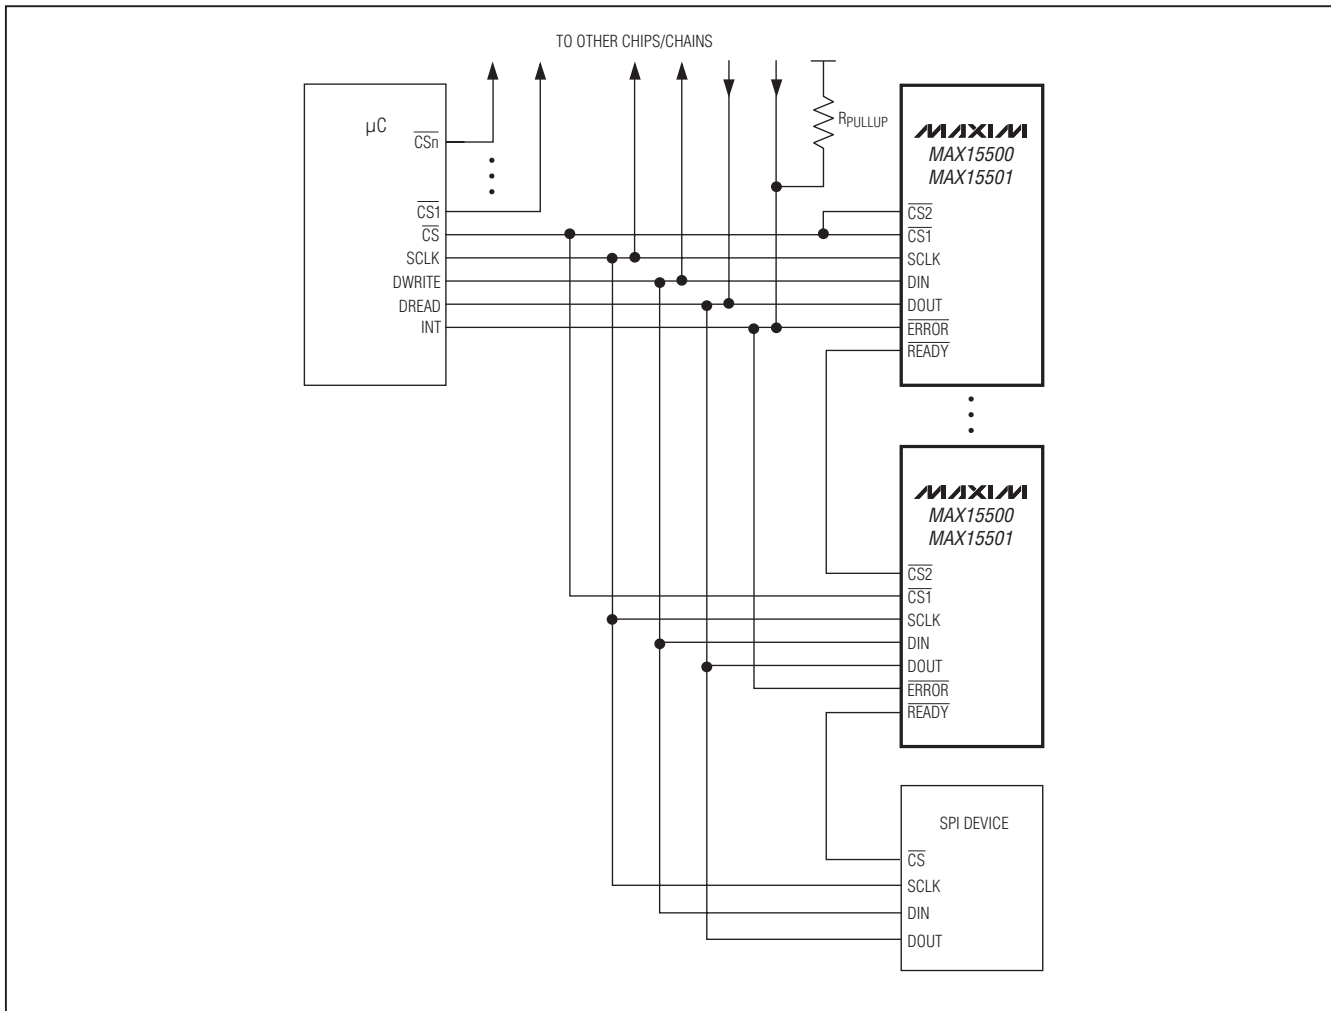 TO OTHER CHIPS/CHAINS
µC
CSn
CS1
CS
SCLK
DWRITE
DREAD
INT
RPULLUP
MAXIM
MAX15500
MAX15501
CS2
CS1
SCLK
DIN
DOUT
ERROR
READY
MAXIM
MAX15500
MAX15501
CS2
CS1
SCLK
DIN
DOUT
ERROR
READY
SPI DEVICE
CS
SCLK
DIN
DOUT